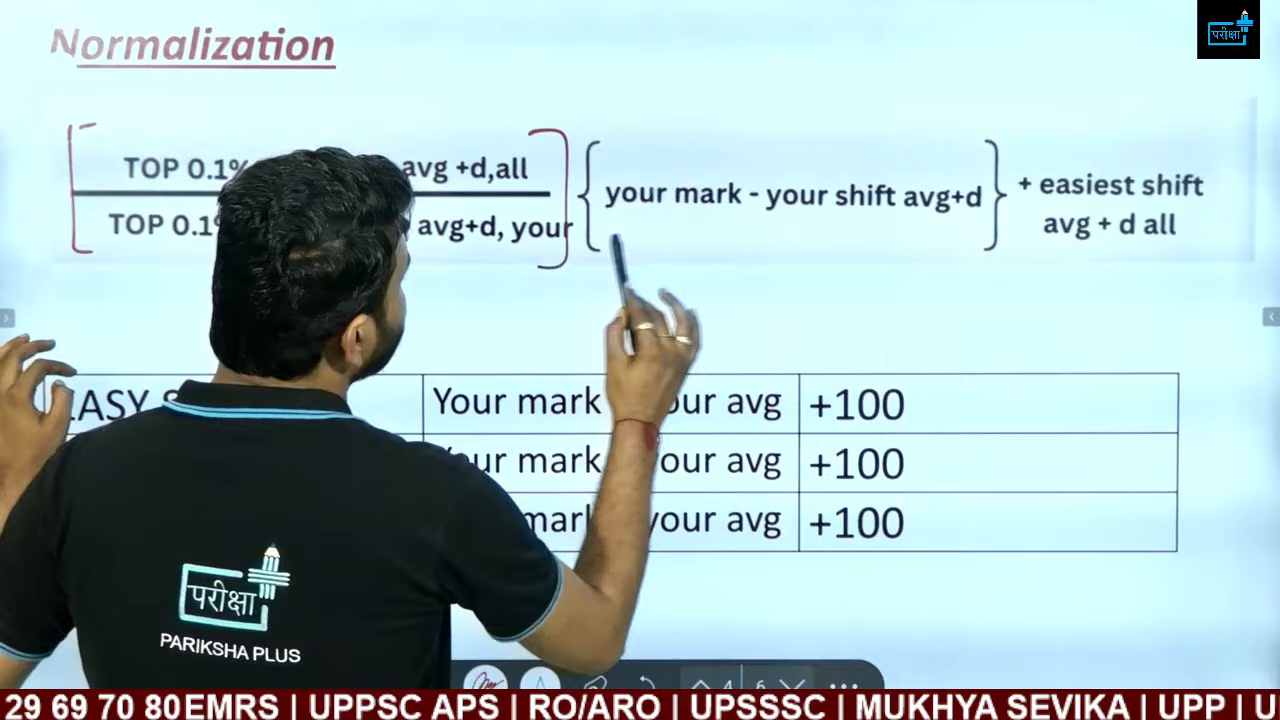 Normalization
परीक्षा
TOP 0.1% avg +d,all
TOP 0.1 avg+d, your
your mark - your shift avg+d
+ easiest shift
avg + d all
EASY Your mark our avg +100
our mark your avg +100
mark your avg +100
परीक्षा
PARIKSHA PLUS
29 69 70 80EMRS | UPPSC APS | RO/ARO | UPSSSC | MUKHYA SEVIKA | UPP | U